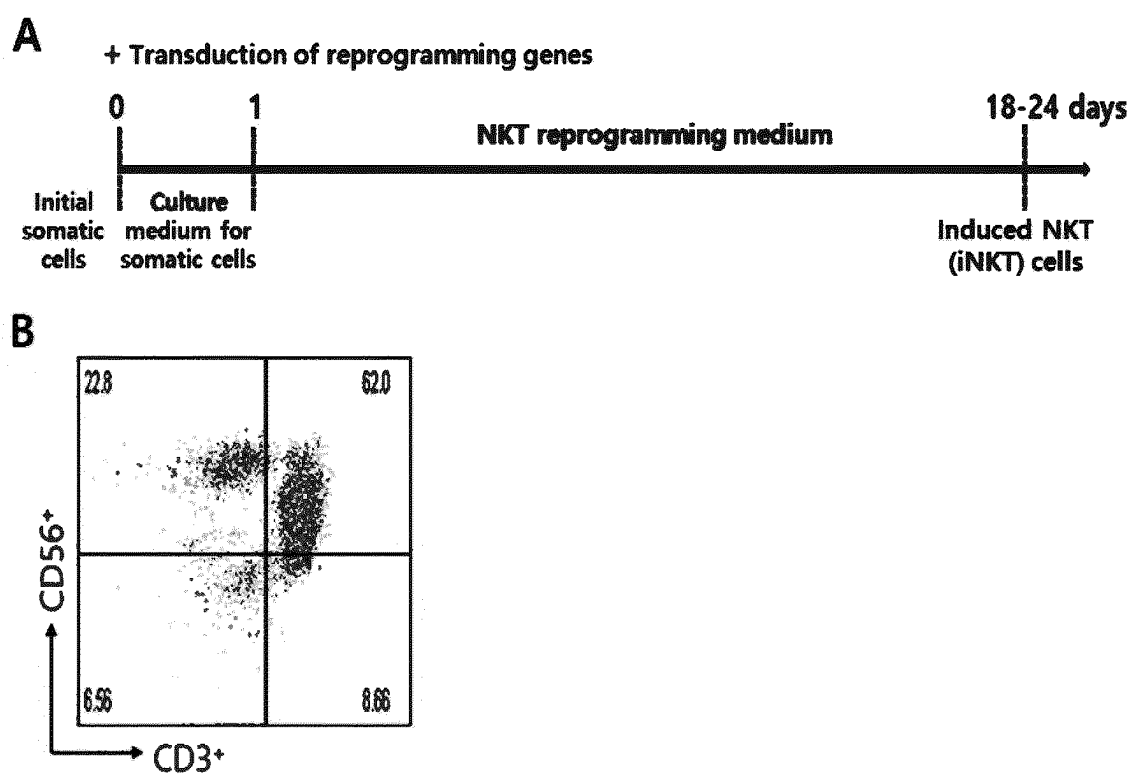 A
+ Transduction of reprogramming genes
0
1
18-24 days
NKT reprogramming medium
Initial
somatic
cells
Culture
medium for
somatic cells
Induced NKT
(iNKT) cells
B
22.8
62.0
CD56+
6.56
8.66
CD3+